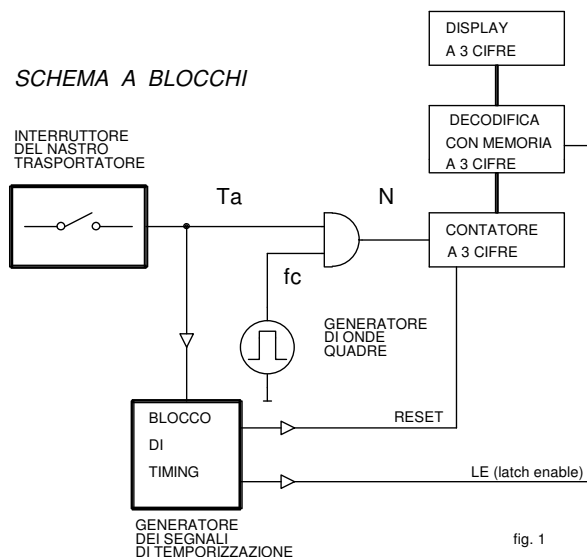 DISPLAY
A 3 CIFRE
SCHEMA A BLOCCHI
DECODIFICA
CON MEMORIA
A 3 CIFRE
INTERRUTTORE
DEL NASTRO
TRASPORTATORE
Ta
N
CONTATORE
A 3 CIFRE
fc
GENERATORE
DI ONDE
QUADRE
BLOCCO
DI
TIMING
RESET
LE (latch enable)
GENERATORE
DEI SEGNALI
DI TEMPORIZZAZIONE
fig. 1